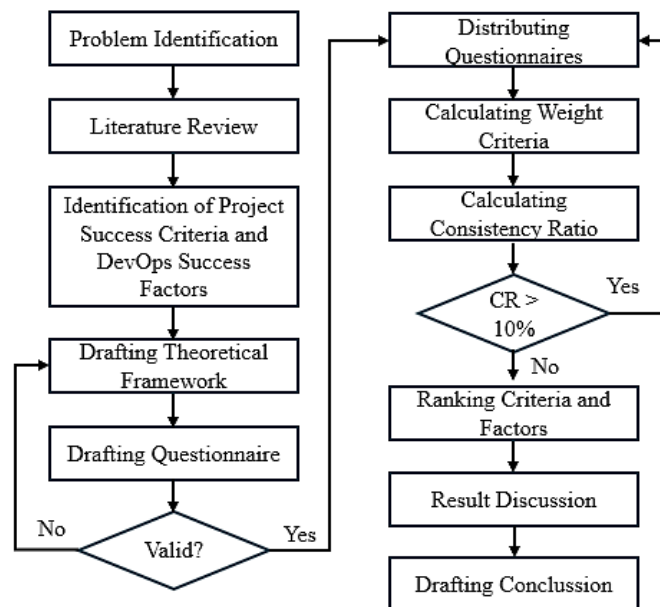 Problem Identification
Literature Review
Identification of Project
Success Criteria and
DevOps Success
Factors
Drafting Theoretical
Framework
Drafting Questionnaire
No
Valid?
Yes
Distributing
Questionnaires
Calculating Weight
Criteria
Calculating
Consistency Ratio
CR >
10%
Yes
No
Ranking Criteria and
Factors
Result Discussion
Drafting Conclussion